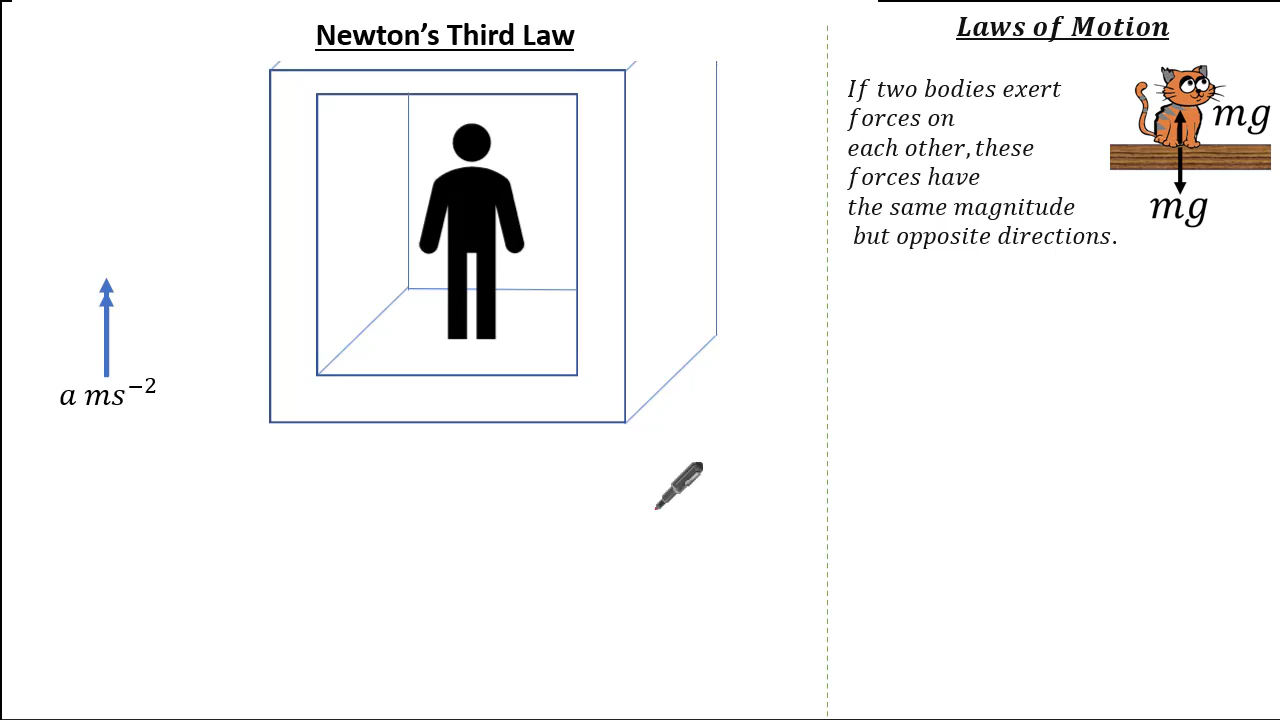 Newton’s Third Law
a ms⁻²
Laws of Motion
If two bodies exert
forces on
each other, these
forces have
the same magnitude
but opposite directions.
mg
mg